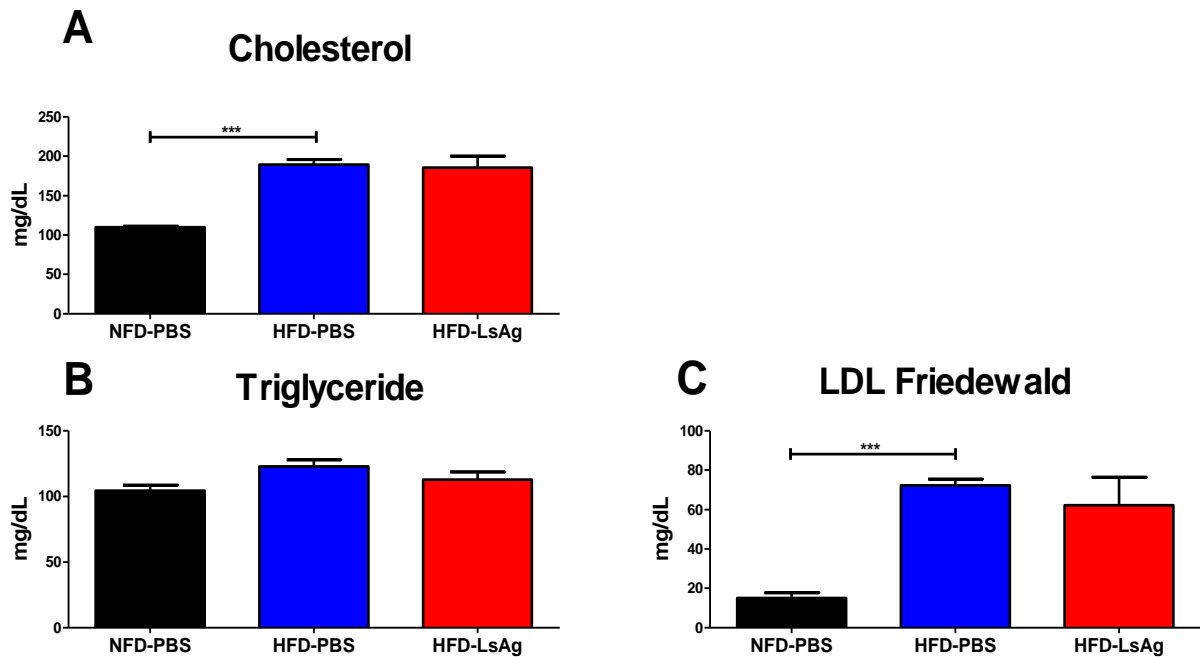 A
Cholesterol
250
200
150
100
50
0
mg/dL
***
NFD-PBS HFD-PBS HFD-LsAg
B
Triglyceride
150
100
50
0
mg/dL
NFD-PBS HFD-PBS HFD-LsAg
C
LDL Friedewald
100
80
60
40
20
0
mg/dL
***
NFD-PBS HFD-PBS HFD-LsAg